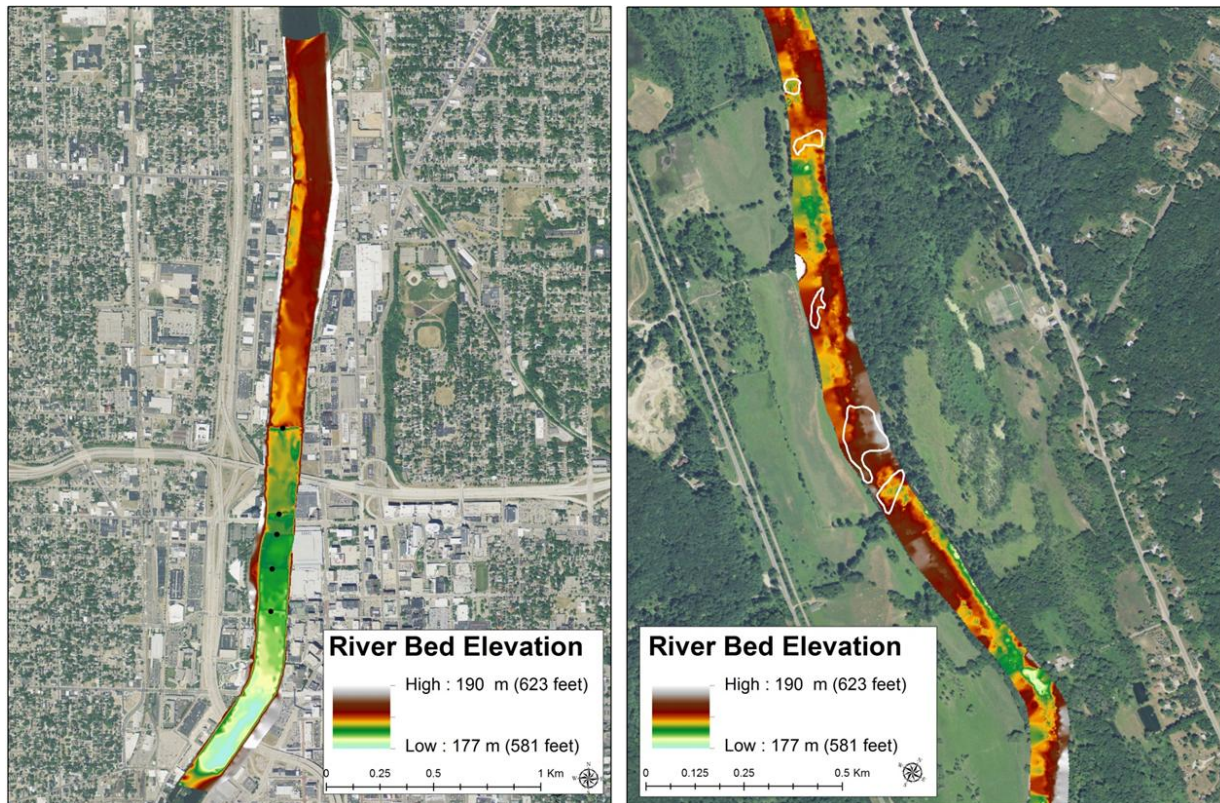 River Bed Elevation
High : 190 m (623 feet)
Low : 177 m (581 feet)
0 0.25 0.5 1 Km
River Bed Elevation
High : 190 m (623 feet)
Low : 177 m (581 feet)
0 0.125 0.25 0.5 Km